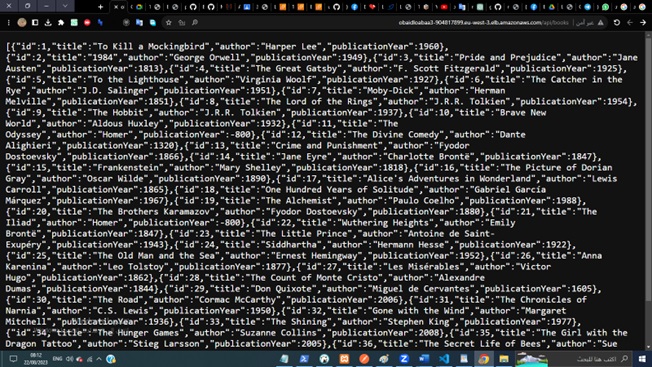 obaidloabaa3-904817899.eu-west-3.elb.amazonaws.com/api/books
غير آمن
[{"id":1,"title":"To Kill a Mockingbird","author":"Harper Lee","publicationYear":1960},
{"id":2,"title":"1984","author":"George Orwell","publicationYear":1949},{"id":3,"title":"Pride and Prejudice","author":"Jane
Austen","publicationYear":1813},{"id":4,"title":"The Great Gatsby","author":"F. Scott Fitzgerald","publicationYear":1925},
{"id":5,"title":"To the Lighthouse","author":"Virginia Woolf","publicationYear":1927},{"id":6,"title":"The Catcher in the
Rye","author":"J.D. Salinger","publicationYear":1951},{"id":7,"title":"Moby-Dick","author":"Herman
Melville","publicationYear":1851},{"id":8,"title":"The Lord of the Rings","author":"J.R.R. Tolkien","publicationYear":1954},
{"id":9,"title":"The Hobbit","author":"J.R.R. Tolkien","publicationYear":1937},{"id":10,"title":"Brave New
World","author":"Aldous Huxley","publicationYear":1932},{"id":11,"title":"The
Odyssey","author":"Homer","publicationYear":-800},{"id":12,"title":"The Divine Comedy","author":"Dante
Alighieri","publicationYear":1320},{"id":13,"title":"Crime and Punishment","author":"Fyodor
Dostoevsky","publicationYear":1866},{"id":14,"title":"Jane Eyre","author":"Charlotte Brontë","publicationYear":1847},
{"id":15,"title":"Frankenstein","author":"Mary Shelley","publicationYear":1818},{"id":16,"title":"The Picture of Dorian
Gray","author":"Oscar Wilde","publicationYear":1890},{"id":17,"title":"Alice's Adventures in Wonderland","author":"Lewis
Carroll","publicationYear":1865},{"id":18,"title":"One Hundred Years of Solitude","author":"Gabriel García
Márquez","publicationYear":1967},{"id":19,"title":"The Alchemist","author":"Paulo Coelho","publicationYear":1988},
{"id":20,"title":"The Brothers Karamazov","author":"Fyodor Dostoevsky","publicationYear":1880},{"id":21,"title":"The
Iliad","author":"Homer","publicationYear":-800},{"id":22,"title":"Wuthering Heights","author":"Emily
Brontë","publicationYear":1847},{"id":23,"title":"The Little Prince","author":"Antoine de Saint-
Exupéry","publicationYear":1943},{"id":24,"title":"Siddhartha","author":"Hermann Hesse","publicationYear":1922},
{"id":25,"title":"The Old Man and the Sea","author":"Ernest Hemingway","publicationYear":1952},{"id":26,"title":"Anna
Karenina","author":"Leo Tolstoy","publicationYear":1877},{"id":27,"title":"Les Misérables","author":"Victor
Hugo","publicationYear":1862},{"id":28,"title":"The Count of Monte Cristo","author":"Alexandre
Dumas","publicationYear":1844},{"id":29,"title":"Don Quixote","author":"Miguel de Cervantes","publicationYear":1605},
{"id":30,"title":"The Road","author":"Cormac McCarthy","publicationYear":2006},{"id":31,"title":"The Chronicles of
Narnia","author":"C.S. Lewis","publicationYear":1950},{"id":32,"title":"Gone with the Wind","author":"Margaret
Mitchell","publicationYear":1936},{"id":33,"title":"The Shining","author":"Stephen King","publicationYear":1977},
{"id":34,"title":"The Hunger Games","author":"Suzanne Collins","publicationYear":2008},{"id":35,"title":"The Girl with the
Dragon Tattoo","author":"Stieg Larsson","publicationYear":2005},{"id":36,"title":"The Secret Life of Bees","author":"Sue
08:12
22/08/2023
ENG
اكتب هنا للبحث